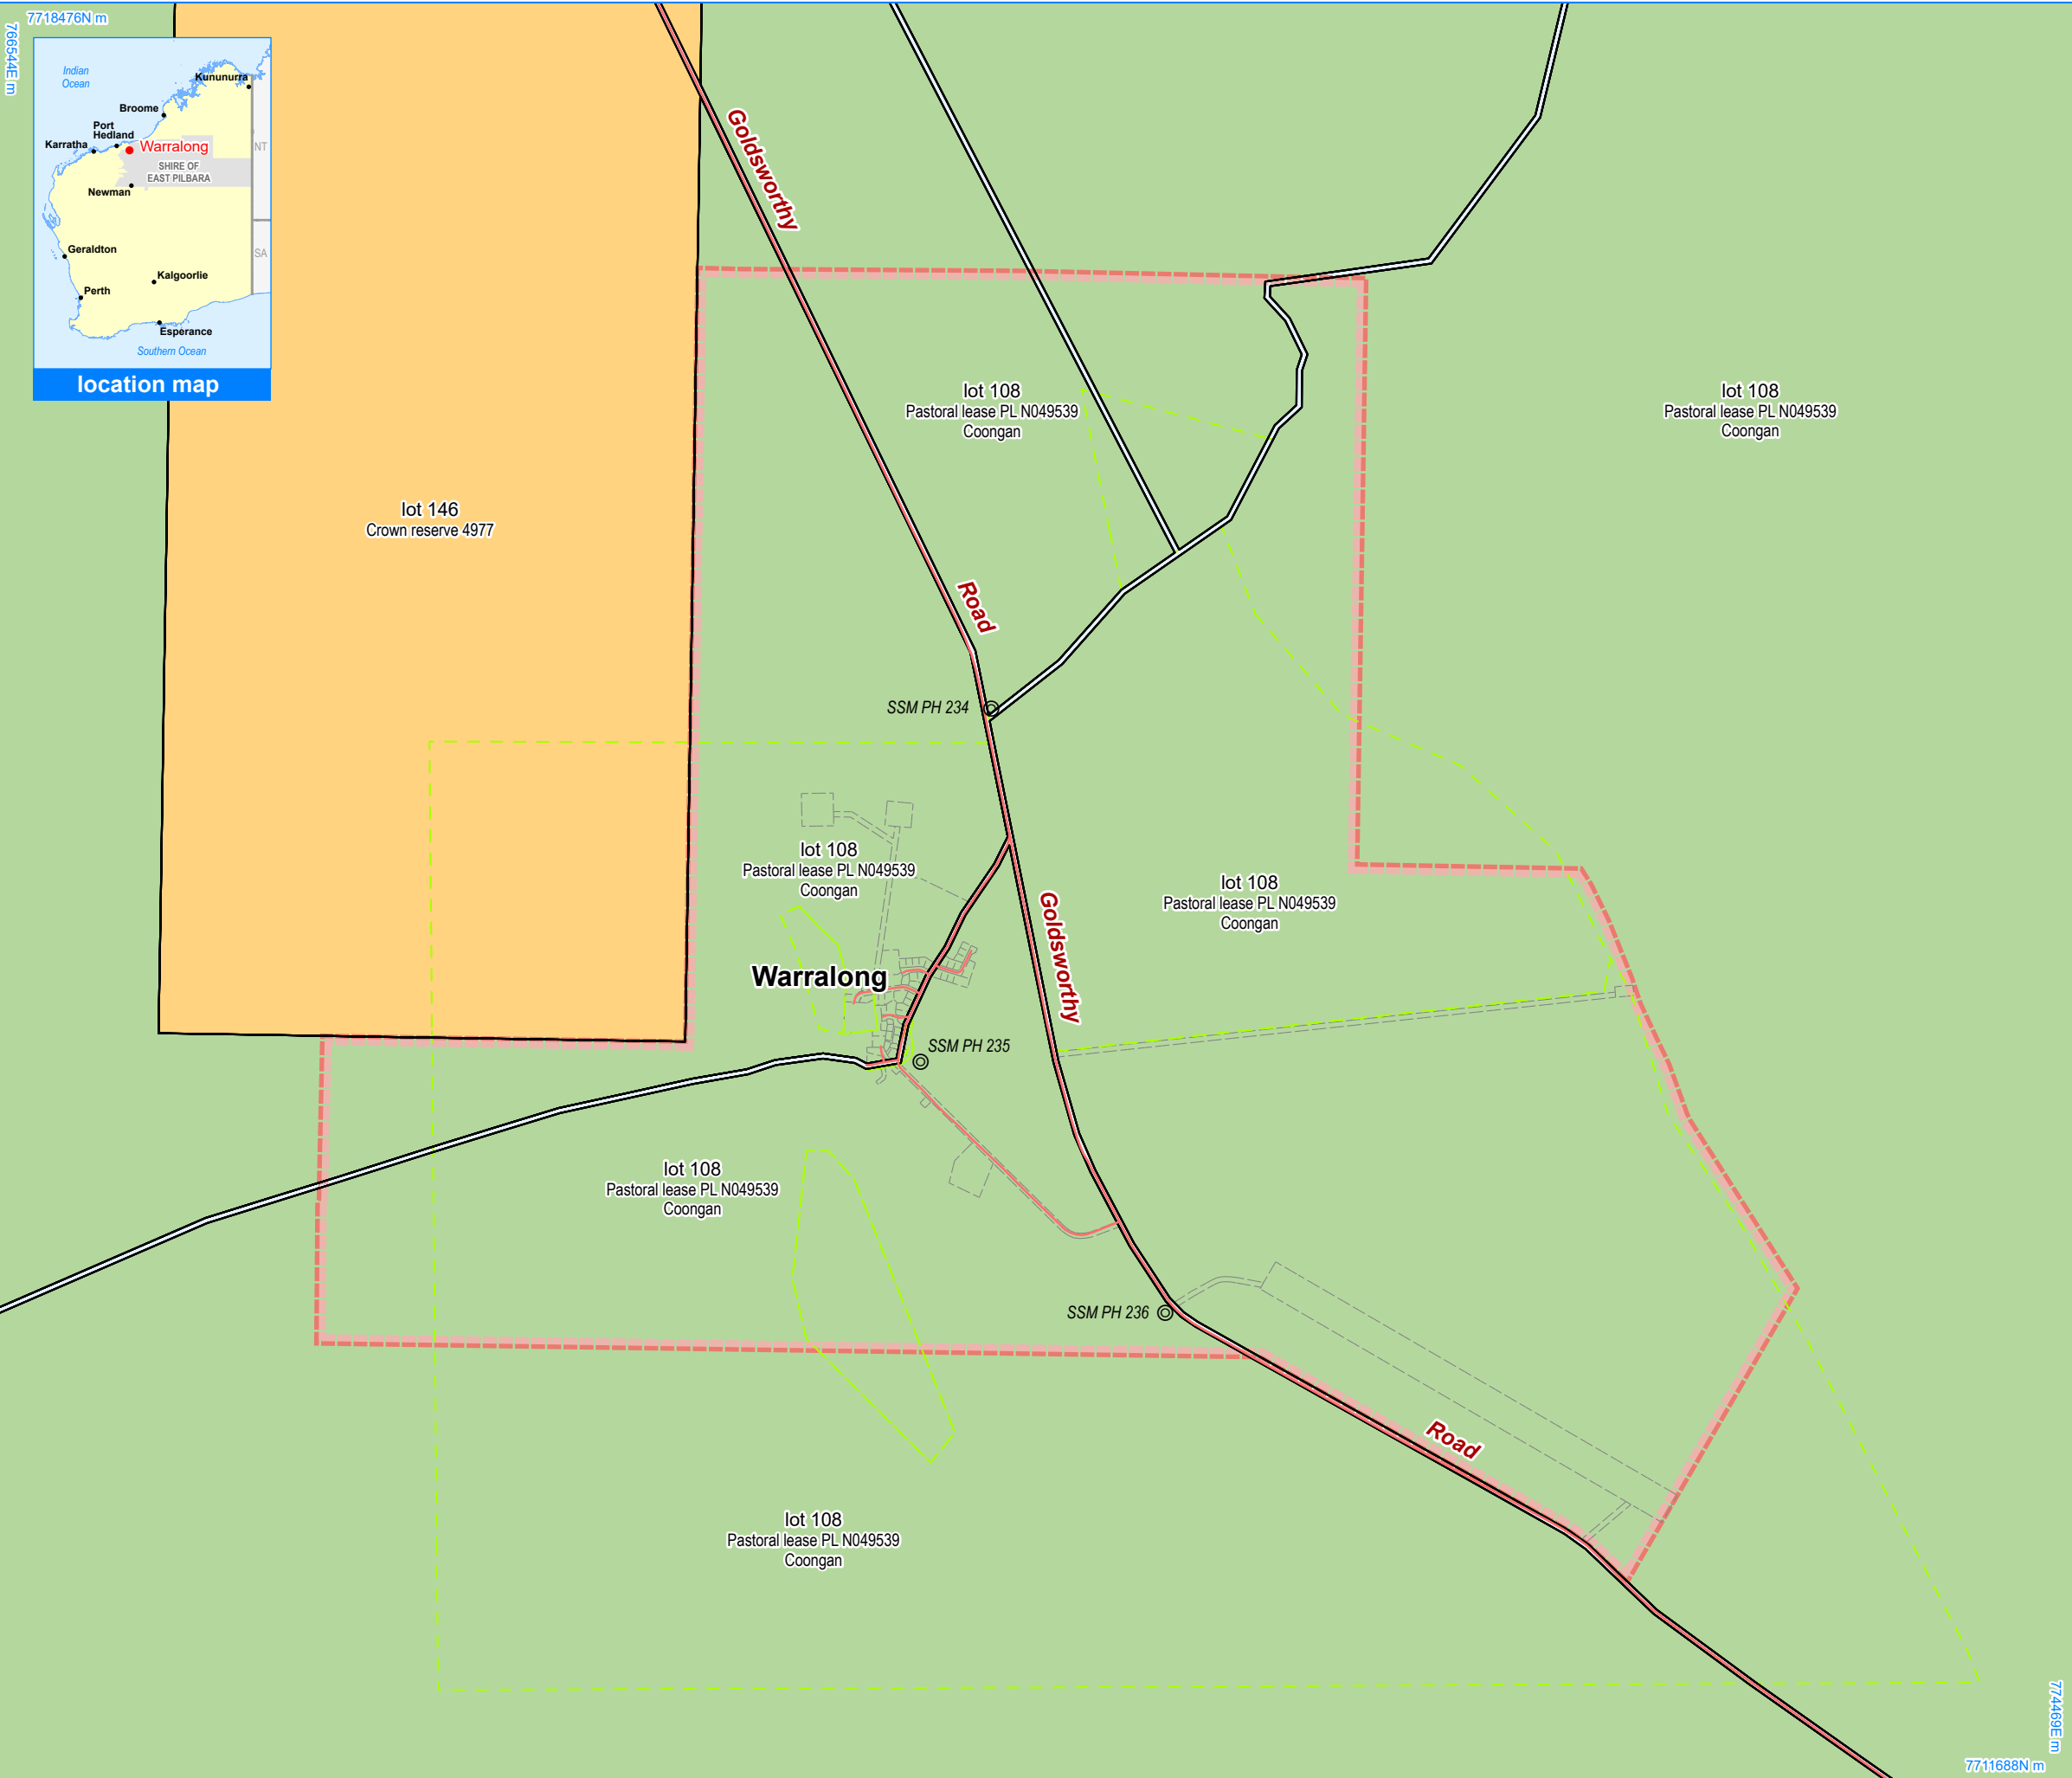 7718476N m
766544E m
Indian
Ocean
Kununurra
Broome
Port
Hedland
Karratha
Warralong
NT
SHIRE OF
EAST PILBARA
Newman
Geraldton
SA
Kalgoorlie
Perth
Esperance
Southern Ocean
location map
Goldsworthy
lot 108
Pastoral lease PL N049539
Coongan
lot 108
Pastoral lease PL N049539
Coongan
lot 146
Crown reserve 4977
Road
SSM PH 234
lot 108
Pastoral lease PL N049539
Coongan
lot 108
Pastoral lease PL N049539
Coongan
Goldsworthy
Warralong
SSM PH 235
lot 108
Pastoral lease PL N049539
Coongan
SSM PH 236
Road
lot 108
Pastoral lease PL N049539
Coongan
774469E m
7711688N m